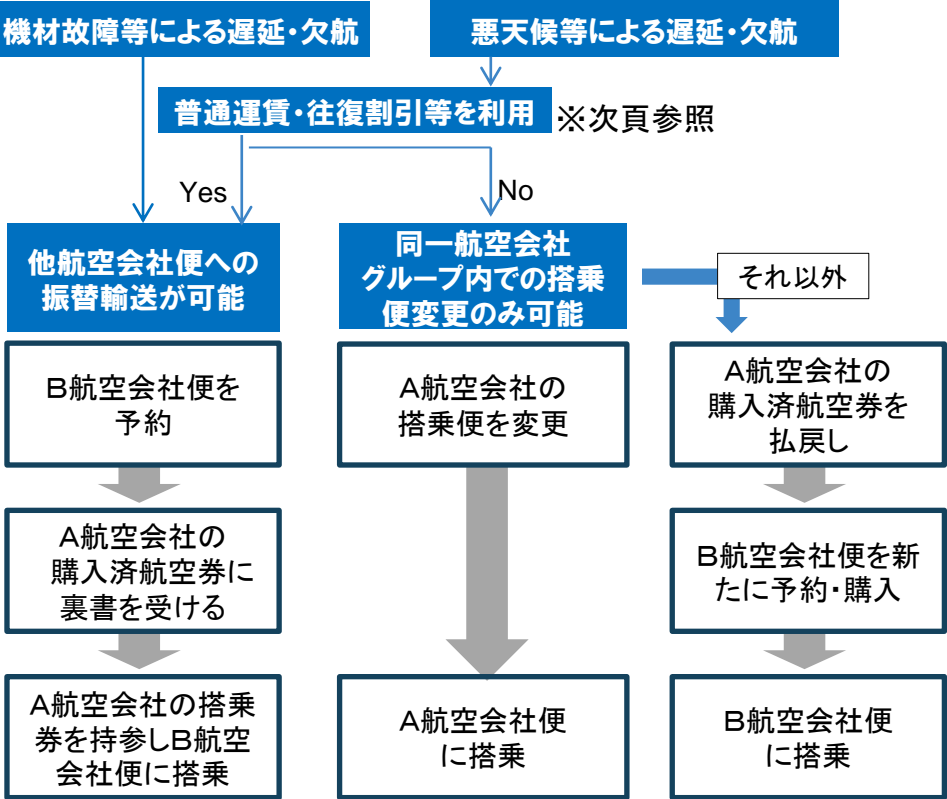 機材故障等による遅延・欠航
悪天候等による遅延・欠航
普通運賃・往復割引等を利用
※次頁参照
Yes
No
他航空会社便への
振替輸送が可能
同一航空会社
グループ内での搭乗
便変更のみ可能
それ以外
B航空会社便を
予約
A航空会社の
搭乗便を変更
A航空会社の
購入済航空券を
払戻し
A航空会社の
購入済航空券に
裏書を受ける
B航空会社便を新
たに予約・購入
A航空会社の搭乗
券を持参しB航空
会社便に搭乗
A航空会社便
に搭乗
B航空会社便
に搭乗